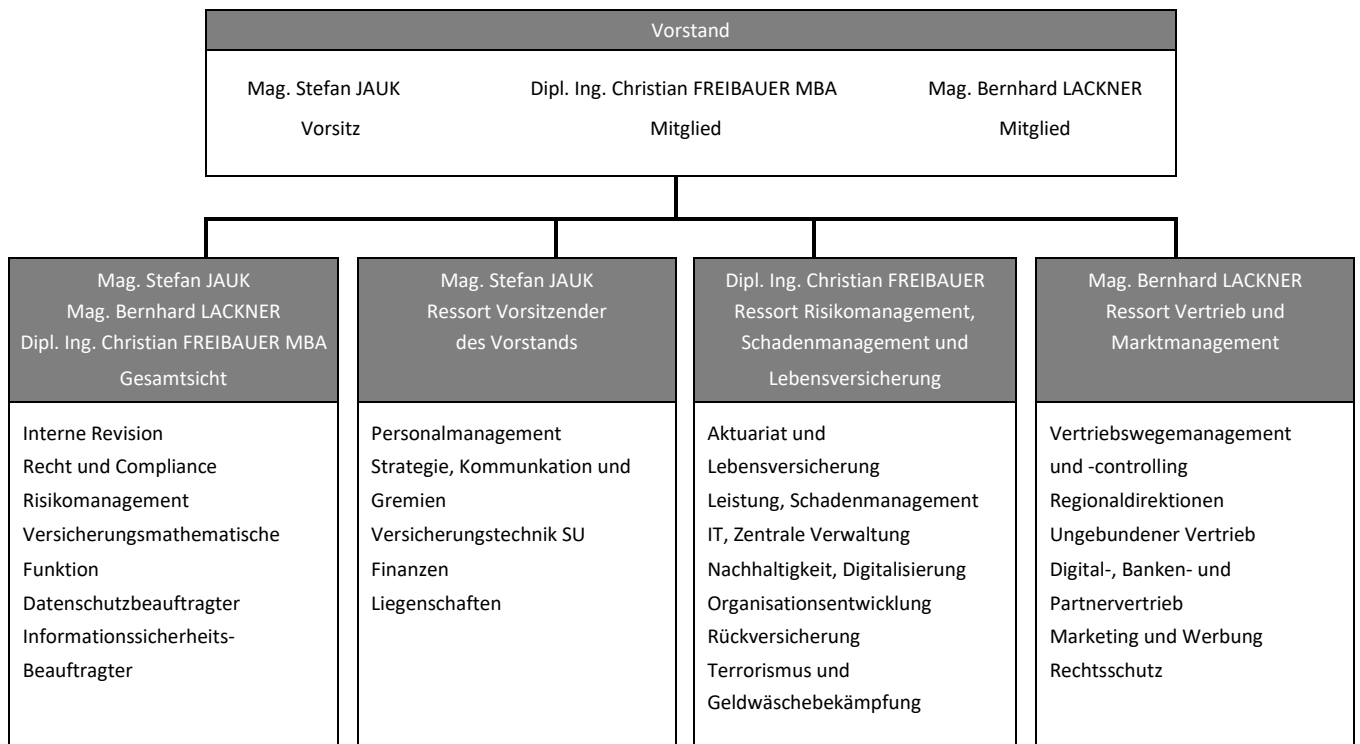 Vorstand
Mag. Stefan JAUK
Vorsitz
Dipl. Ing. Christian FREIBAUER MBA
Mitglied
Mag. Bernhard LACKNER
Mitglied
Mag. Stefan JAUK
Mag. Bernhard LACKNER
Dipl. Ing. Christian FREIBAUER MBA
Gesamtsicht
Interne Revision
Recht und Compliance
Risikomanagement
Versicherungsmathematische
Funktion
Datenschutzbeauftragter
Informationssicherheits-
Beauftragter
Mag. Stefan JAUK
Ressort Vorsitzender
des Vorstands
Personalmanagement
Strategie, Kommunkation und
Gremien
Versicherungstechnik SU
Finanzen
Liegenschaften
Dipl. Ing. Christian FREIBAUER
Ressort Risikomanagement,
Schadenmanagement und
Lebensversicherung
Aktuariat und
Lebensversicherung
Leistung, Schadenmanagement
IT, Zentrale Verwaltung
Nachhaltigkeit, Digitalisierung
Organisationsentwicklung
Rückversicherung
Terrorismus und
Geldwäschebekämpfung
Mag. Bernhard LACKNER
Ressort Vertrieb und
Marktmanagement
Vertriebswegemanagement
und -controlling
Regionaldirektionen
Ungebundener Vertrieb
Digital-, Banken- und
Partnervertrieb
Marketing und Werbung
Rechtsschutz